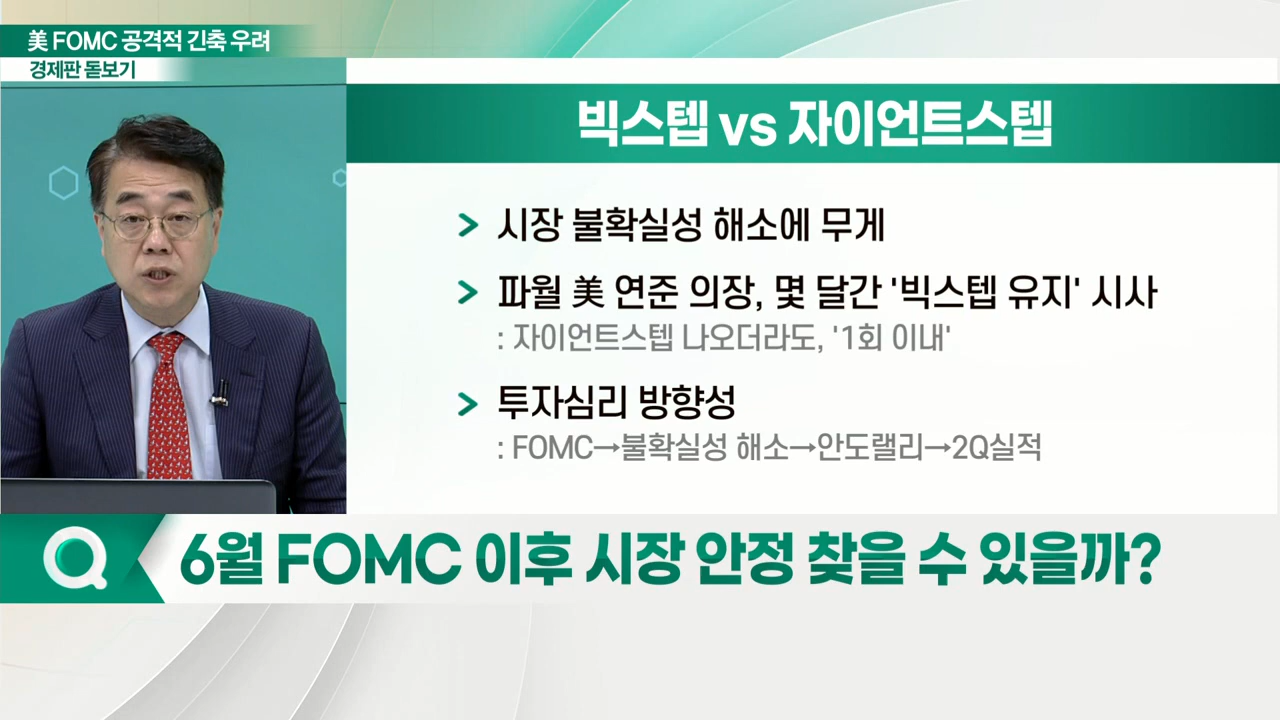 美 FOMC 공격적 긴축 우려
경제판 돋보기
빅스텝 vs 자이언트스텝
> 시장 불확실성 해소에 무게
> 파월 美 연준 의장, 몇 달간 '빅스텝 유지' 시사
: 자이언트스텝 나오더라도, '1회 이내'
> 투자심리 방향성
: FOMC→불확실성 해소→안도랠리→2Q실적
Q 6월 FOMC 이후 시장 안정 찾을 수 있을까?